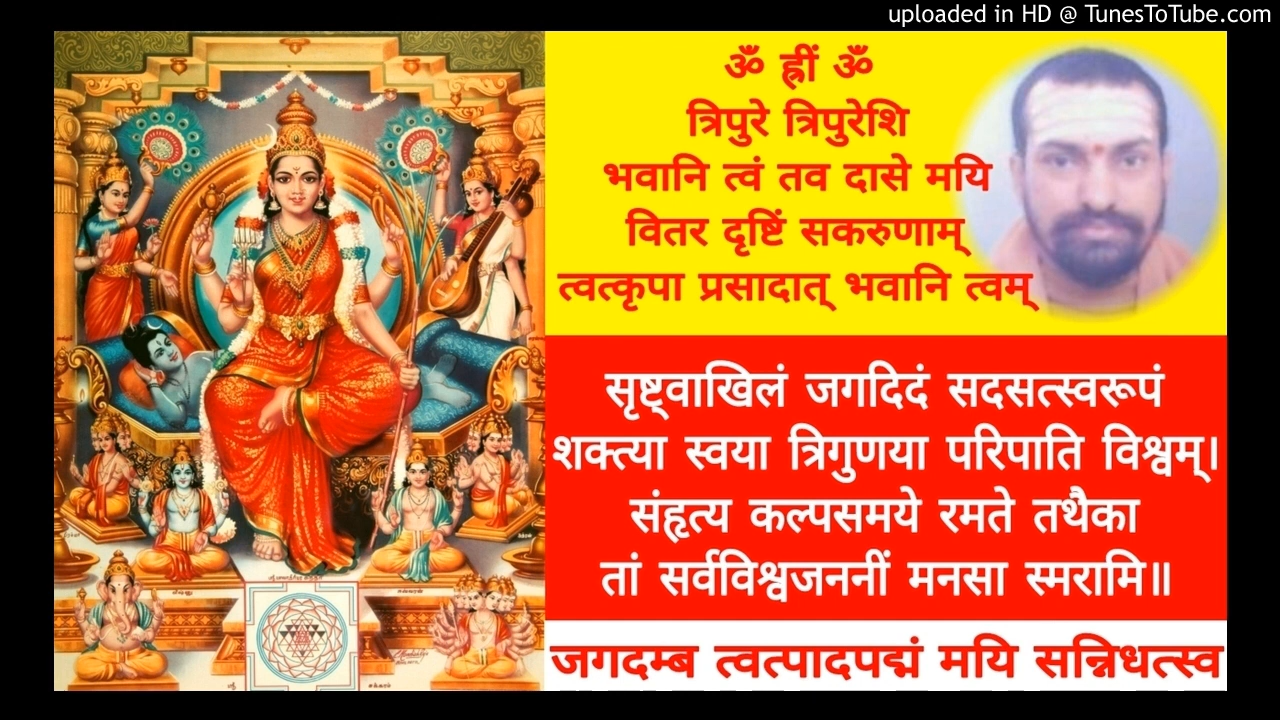 uploaded in HD @ TunesToTube.com
ॐ ह्रीं ॐ
त्रिपुरे त्रिपुरेशि
भवानि त्वं तव दासे मयि
वितर दृष्टिं सकरुणाम्
त्वत्कृपा प्रसादात् भवानि त्वम्
सृष्ट्वाखिलं जगदिदं सदसत्स्वरूपं
शक्त्या स्वया त्रिगुणया परिपाति विश्वम्।
संहृत्य कल्पसमये रमते तथैका
तां सर्वविश्वजननीं मनसा स्मरामि॥
जगदम्ब त्वत्पादपद्मं मयि सन्निधत्स्व